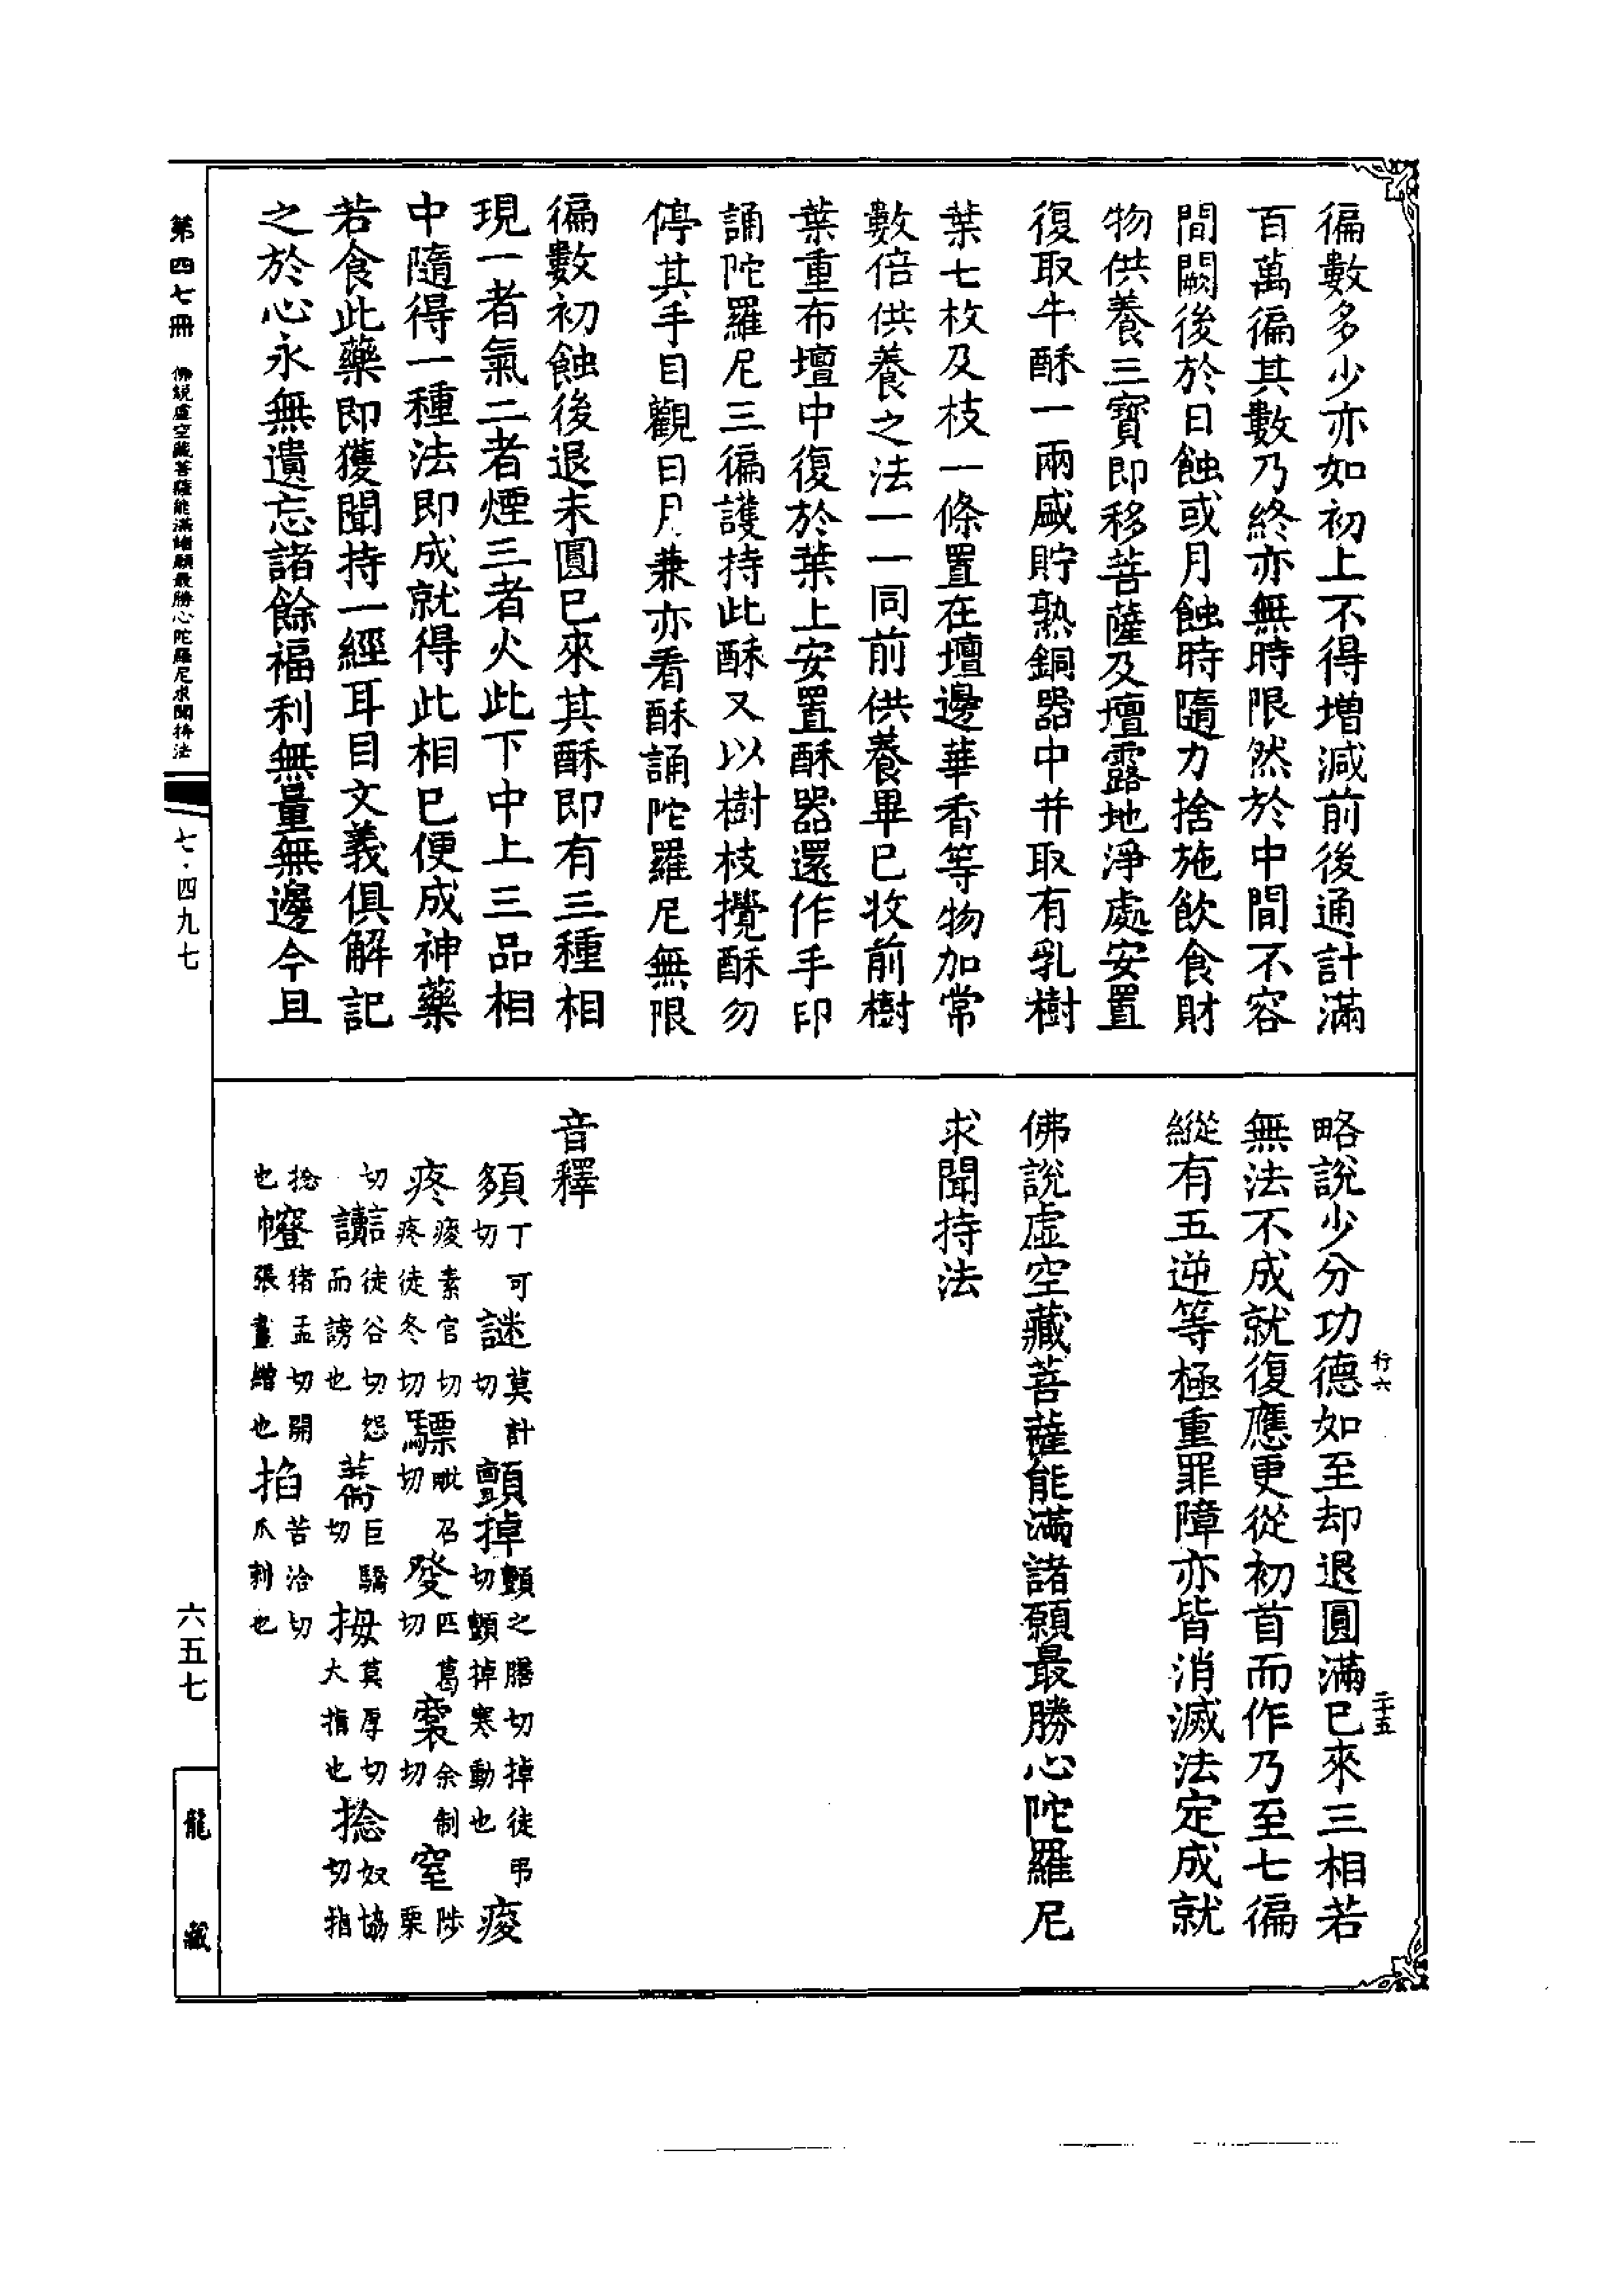 徧數多少亦如初上不得增減前後通計滿
百萬徧其數乃終亦無時限然於中間不容
間闕後於日蝕或月蝕時隨力捨施飲食財
物供養三寶即移菩薩及壇露地淨處安置
復取牛酥一兩盛貯熟銅器中并取有乳樹
葉七枚及枝一條置在壇邊華香等物加常
數倍供養之法一一同前供養畢已收前樹
葉重布壇中復於葉上安置酥器還作手印
誦陀羅尼三徧護持此酥又以樹枝攪酥勿
停其手目觀日月兼亦看酥誦陀羅尼無限
徧數初蝕後退未圓已來其酥即有三種相
現一者氣二者煙三者火此下中上三品相
中隨得一種法即成就得此相已便成神藥
若食此藥即獲聞持一經耳目文義俱解記
之於心永無遺忘諸餘福利無量無邊今且
略說少分功德如至却退圓滿已來三相若
無法不成就復應更從初首而作乃至七徧
縱有五逆等極重罪障亦皆消滅法定成就
佛說虛空藏菩薩能滿諸願最勝心陀羅尼
求聞持法
音釋
䫂丁可切 謎莫計切 顫掉顫之膳切掉徒弔切顫掉寒動也 痠
疼痠素官切疼徒冬切 驃毗召切 癹匹葛切 裔余制切 窒陟栗
切 讟徒谷切怨讟而謗也 蕎巨驕切 拇莫厚切大指也 捻奴協切指
捻也 㡧猪孟切開張畫繒也 掐苦洽切爪刺也
行六
二十五
第四七冊 佛說虛空藏菩薩能滿諸願最勝心陀羅尼求聞持法
七·四九七
六五七
龍藏